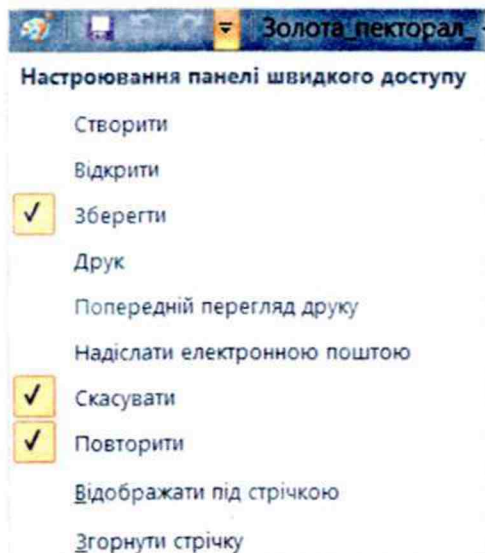 Золота_пекторал_
Настроювання панелі швидкого доступу
Створити
Відкрити
Зберегти
Друк
Попередній перегляд друку
Надіслати електронною поштою
Скасувати
Повторити
Відображати під стрічкою
Згорнути стрічку